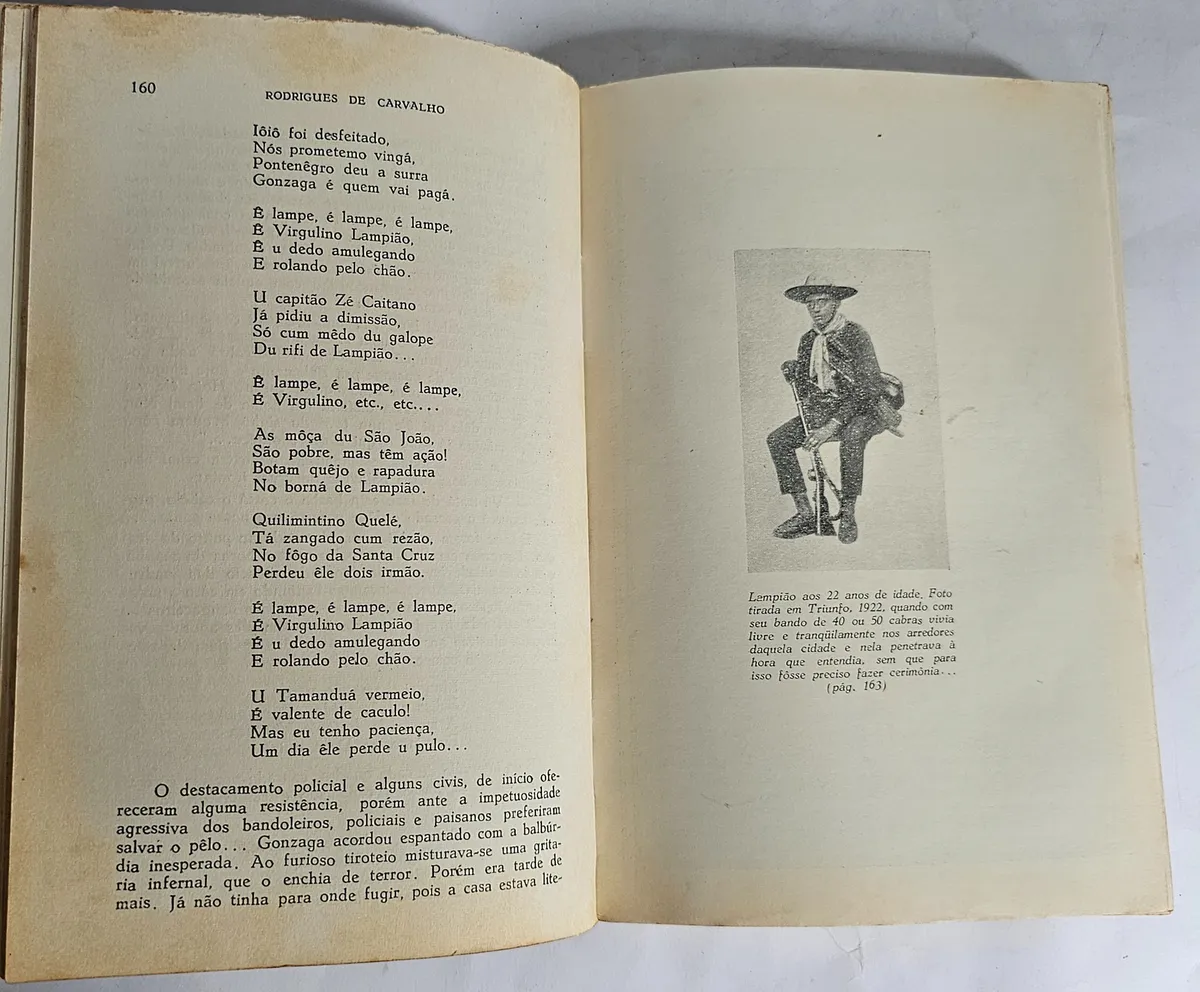 160
RODRIGUES DE CARVALHO
Iôiô foi desfeitado,
Nós prometemo vingá,
Pontenêgro deu a surra
Gonzaga é quem vai pagá.
Ê lampe, é lampe, é lampe,
Ê Virgulino Lampião,
Ê u dedo amulegando
E rolando pelo chão.
U capitão Zé Caitano
Já pidiu a dimissão,
Só cum mêdo du galope
Du rifi de Lampião...
Ê lampe, é lampe, é lampe,
É Virgulino, etc., etc....
As môça du São João,
São pobre, mas têm ação!
Botam quêjo e rapadura
No borná de Lampião.
Quilimintino Quelé,
Tá zangado cum rezão,
No fôgo da Santa Cruz
Perdeu êle dois irmão.
É lampe, é lampe, é lampe,
É Virgulino Lampião
É u dedo amulegando
E rolando pelo chão.
U Tamanduá vermeio,
É valente de caculo!
Mas eu tenho paciença,
Um dia êle perde u pulo...
O destacamento policial e alguns civis, de início ofe-
receram alguma resistência, porém ante a impetuosidade
agressiva dos bandoleiros, policiais e paisanos preferiram
salvar o pêlo... Gonzaga acordou espantado com a balbúr-
dia inesperada. Ao furioso tiroteio misturava-se uma grita-
ria infernal, que o enchia de terror. Porém era tarde de
mais. Já não tinha para onde fugir, pois a casa estava lite-
Lampião aos 22 anos de idade. Foto
tirada em Triunfo, 1922, quando com
seu bando de 40 ou 50 cabras vivia
livre e tranqüilamente nos arredores
daquela cidade e nela penetrava à
hora que entendia, sem que para
isso fôsse preciso fazer cerimônia...
(pág. 163)